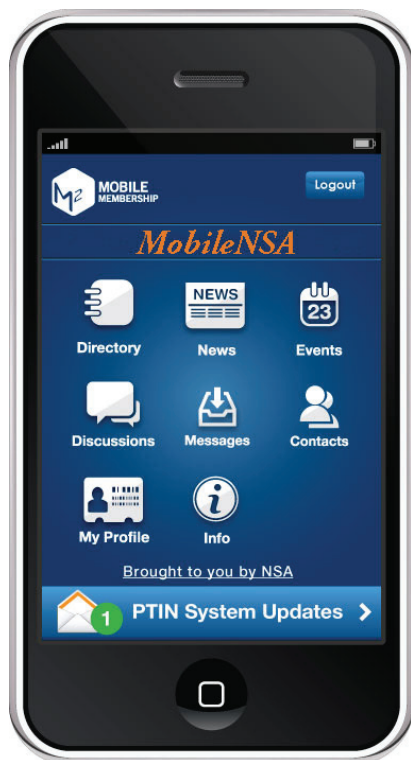 M2 MOBILE
MEMBERSHIP
Logout
MobileNSA
NEWS
23
Directory
News
Events
Discussions
Messages
Contacts
i
My Profile
Info
Brought to you by NSA
1
PTIN System Updates